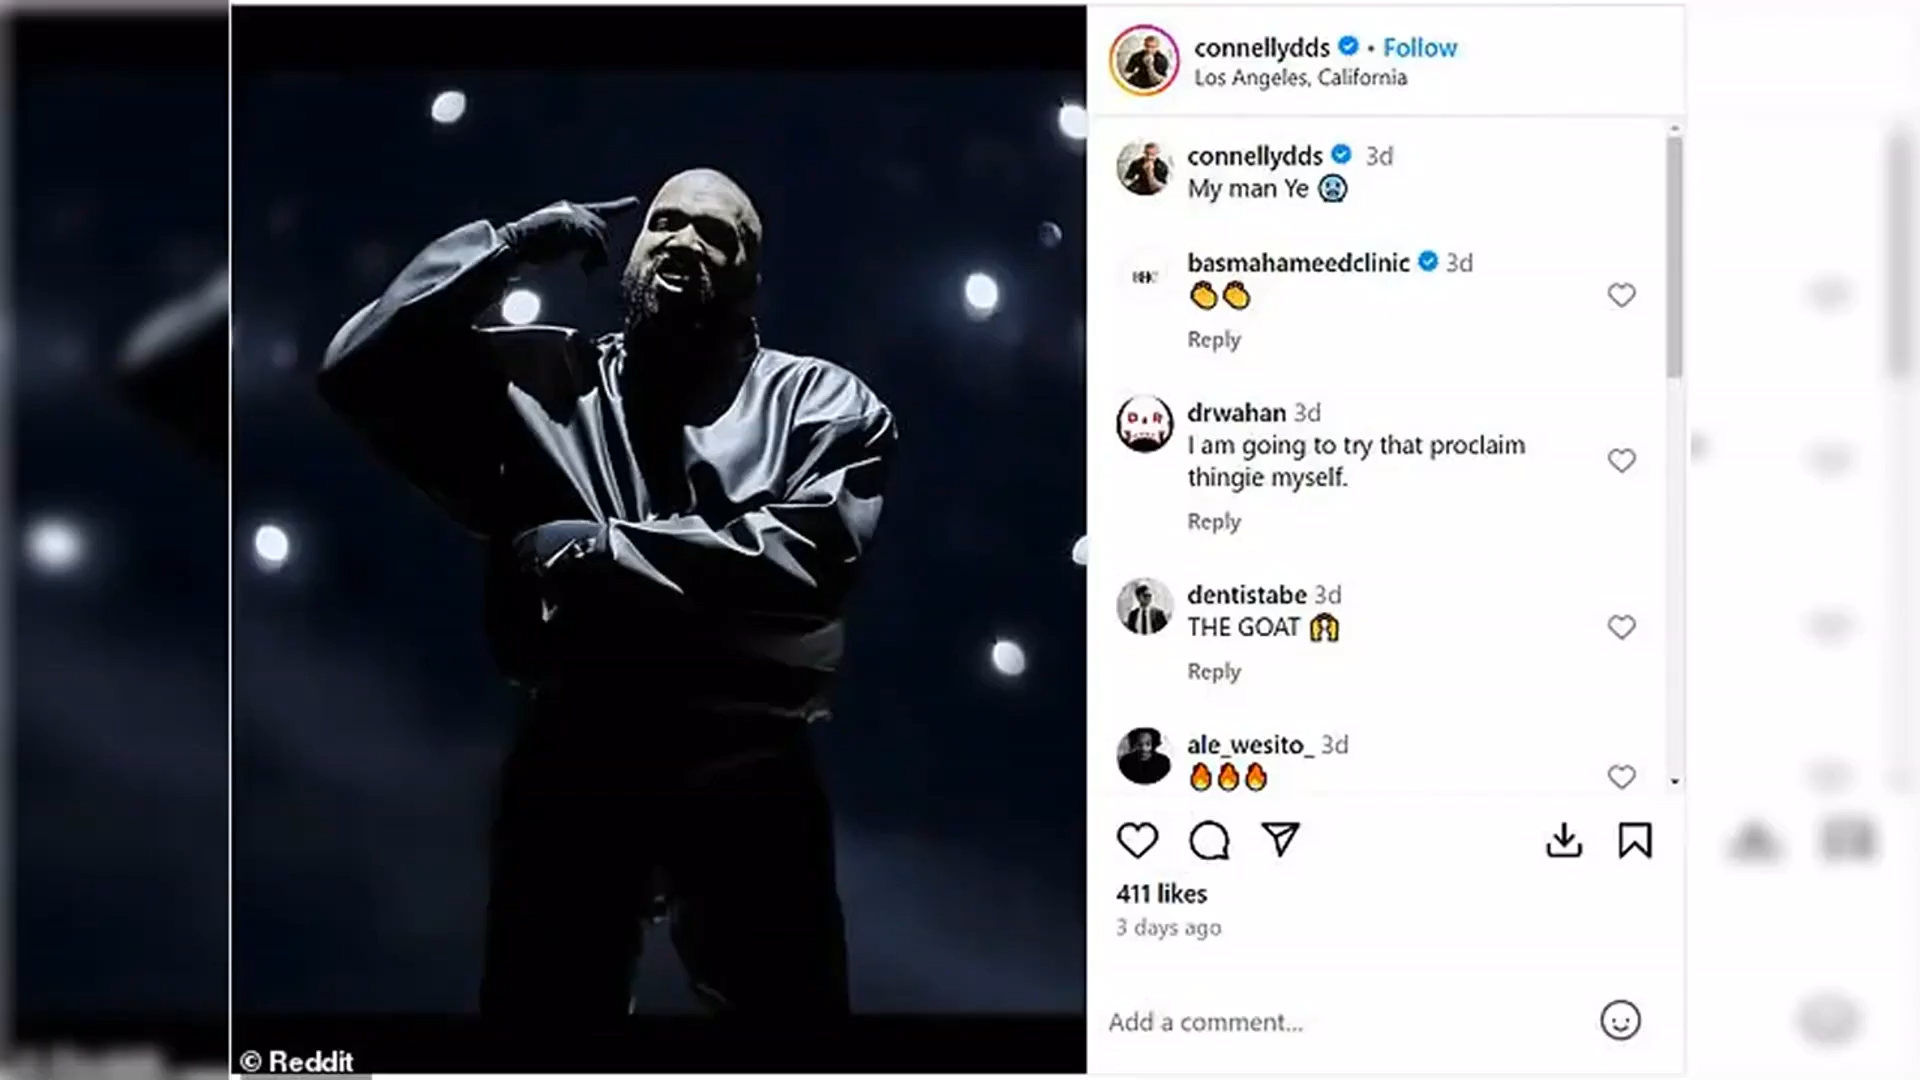 connellydds • Follow
Los Angeles, California
connellydds 3d
My man Ye
basmahameedclinic 3d
Reply
drwahan 3d
I am going to try that proclaim
thingie myself.
Reply
dentistabe 3d
THE GOAT
Reply
ale_wesito_ 3d
411 likes
3 days ago
Add a comment...
© Reddit